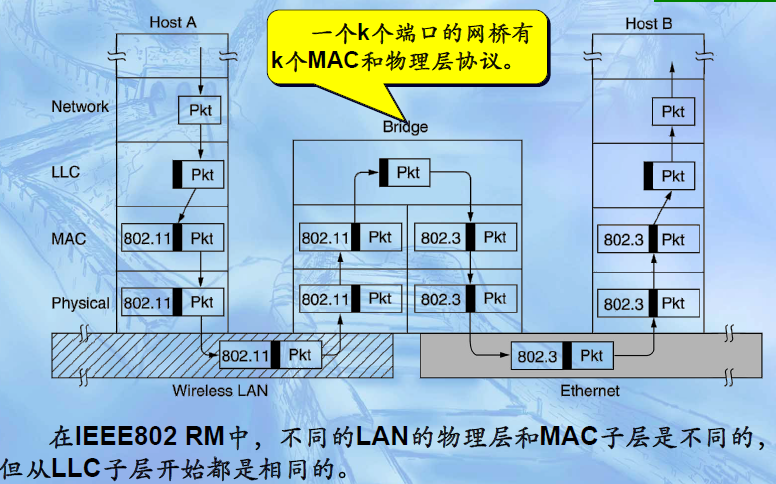 Host A
Host B
一个k个端口的网桥有
k个MAC和物理层协议。
Bridge
Network
Pkt
Pkt
LLC
Pkt
Pkt
Pkt
MAC
802.11 Pkt
802.11 Pkt
802.3 Pkt
802.3 Pkt
Physical
802.11 Pkt
802.11 Pkt
802.3 Pkt
802.3 Pkt
802.11 Pkt
802.3 Pkt
Wireless LAN
Ethernet
在IEEE802 RM中，不同的LAN的物理层和MAC子层是不同的，
但从LLC子层开始都是相同的。